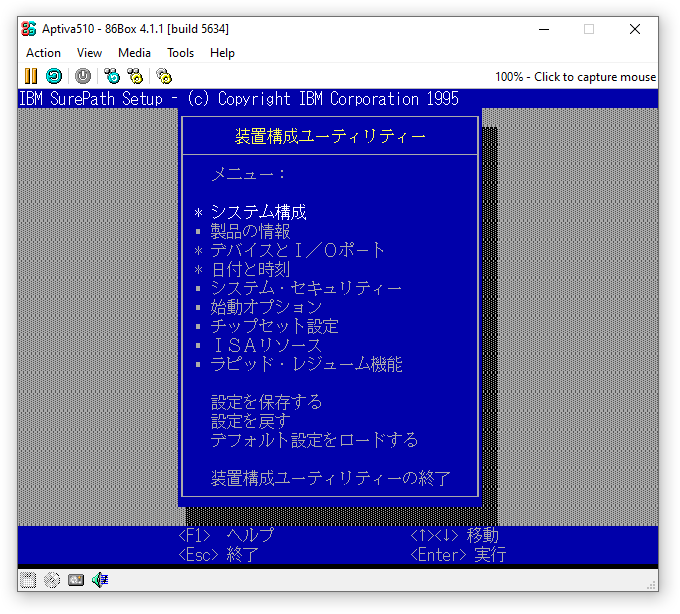 Aptiva510 - 86Box 4.1.1 [build 5634]
Action View Media Tools Help
100% - Click to capture mouse
IBM SurePath Setup - (c) Copyright IBM Corporation 1995
装置構成ユーティリティー
メニュー：
* システム構成
▪ 製品の情報
* デバイスとＩ／Ｏポート
* 日付と時刻
▪ システム・セキュリティー
▪ 始動オプション
▪ チップセット設定
▪ ＩＳＡリソース
▪ ラピッド・レジューム機能
設定を保存する
設定を戻す
デフォルト設定をロードする
装置構成ユーティリティーの終了
<F1> ヘルプ <↑><↓> 移動
<Esc> 終了 <Enter> 実行